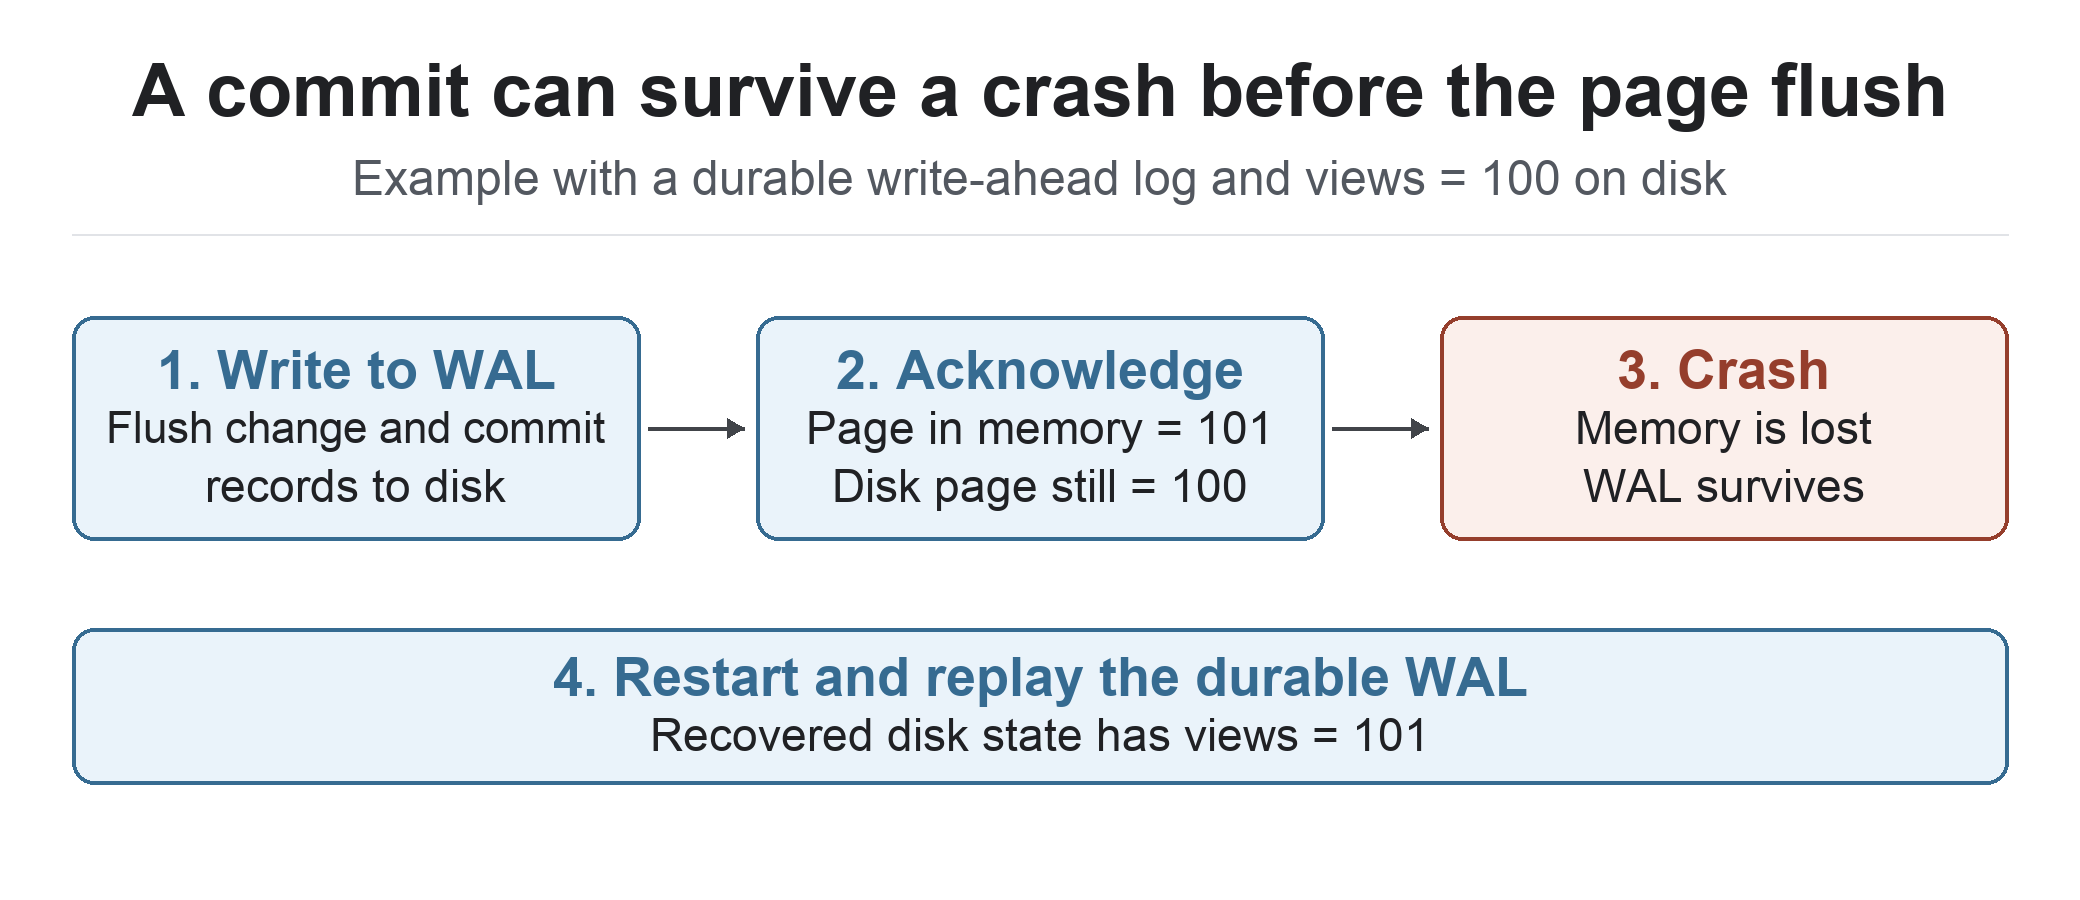 A commit can survive a crash before the page flush
Example with a durable write-ahead log and views = 100 on disk
1. Write to WAL
Flush change and commit
records to disk
2. Acknowledge
Page in memory = 101
Disk page still = 100
3. Crash
Memory is lost
WAL survives
4. Restart and replay the durable WAL
Recovered disk state has views = 101